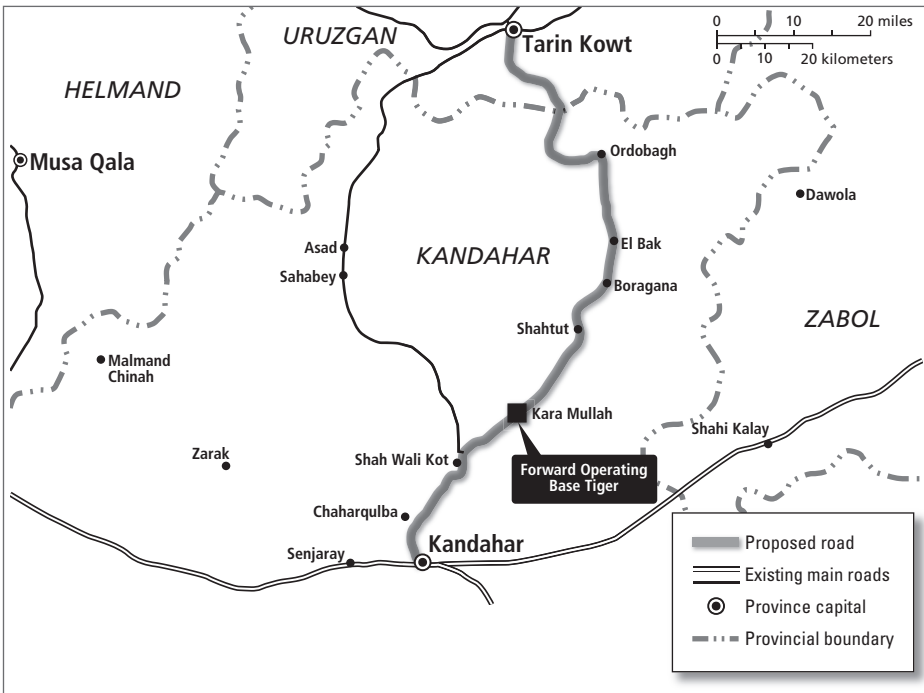 URUZGAN
0 10 20 miles
0 10 20 kilometers
Tarin Kowt
HELMAND
Musa Qala
Ordobagh
Dawola
Asad
El Bak
KANDAHAR
Sahabey
Boragana
ZABOL
Shahtut
Malmand
Chinah
Kara Mullah
Shahi Kalay
Zarak
Shah Wali Kot
Forward Operating
Base Tiger
Chaharqulba
Kandahar
Senjaray
Proposed road
Existing main roads
Province capital
Provincial boundary